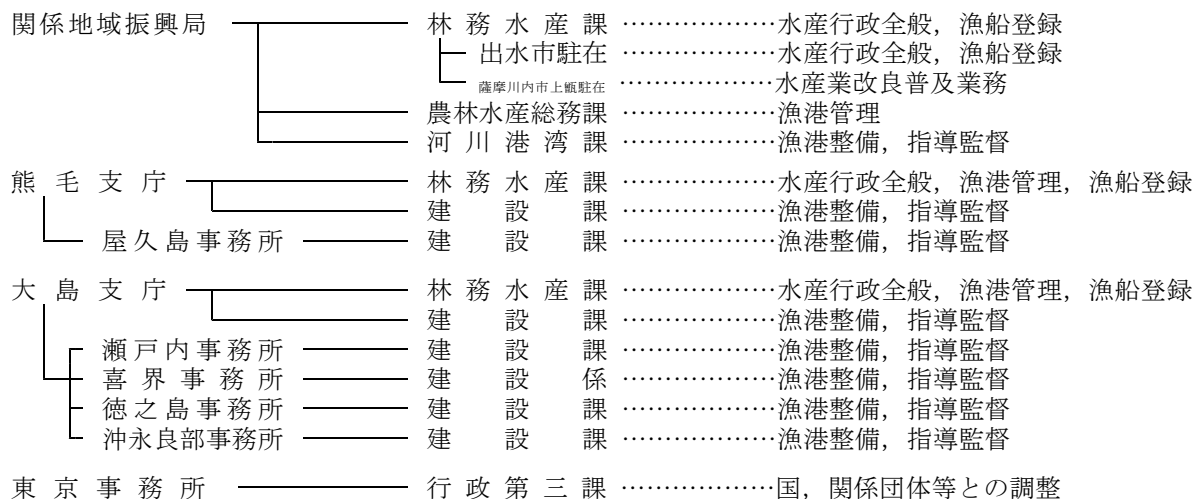 関係地域振興局 林務水産課 ………………水産行政全般，漁船登録
出水市駐在 ………………水産行政全般，漁船登録
薩摩川内市上甑駐在 ………………水産業改良普及業務
農林水産総務課 ………………漁港管理
河川港湾課 ………………漁港整備，指導監督
熊毛支庁 林務水産課 ………………水産行政全般，漁港管理，漁船登録
建設課 ………………漁港整備，指導監督
屋久島事務所 建設課 ………………漁港整備，指導監督
大島支庁 林務水産課 ………………水産行政全般，漁港管理，漁船登録
建設課 ………………漁港整備，指導監督
瀬戸内事務所 建設課 ………………漁港整備，指導監督
喜界事務所 建設係 ………………漁港整備，指導監督
徳之島事務所 建設課 ………………漁港整備，指導監督
沖永良部事務所 建設課 ………………漁港整備，指導監督
東京事務所 行政第三課 ………………国，関係団体等との調整